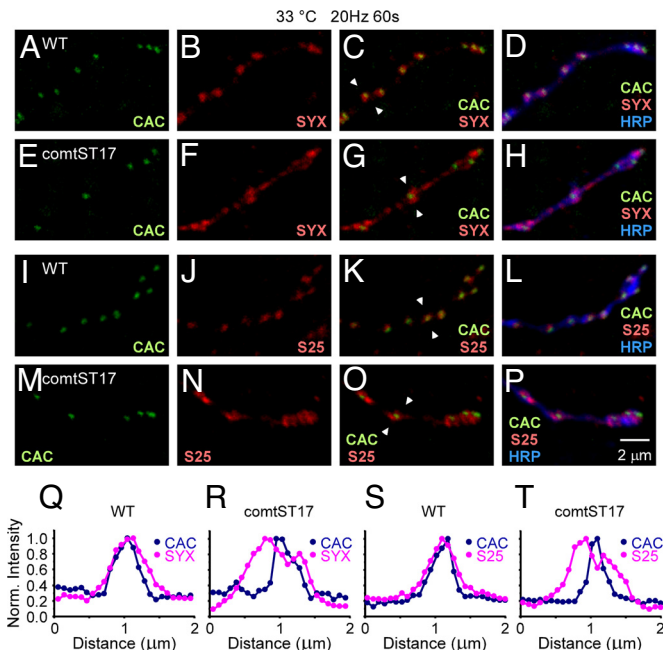 33 °C 20Hz 60s
A WT CAC
B SYX
C CAC SYX
D CAC SYX HRP
E comtST17 CAC
F SYX
G CAC SYX
H CAC SYX HRP
I WT CAC
J S25
K CAC S25
L CAC S25 HRP
M comtST17 CAC
N S25
O CAC S25
P CAC S25 HRP
2 μm
Q WT
CAC
SYX
Norm. Intensity
1.0
0.8
0.6
0.4
0.2
0.0
0 1 2
Distance (μm)
R comtST17
CAC
SYX
0 1 2
Distance (μm)
S WT
CAC
S25
0 1 2
Distance (μm)
T comtST17
CAC
S25
0 1 2
Distance (μm)